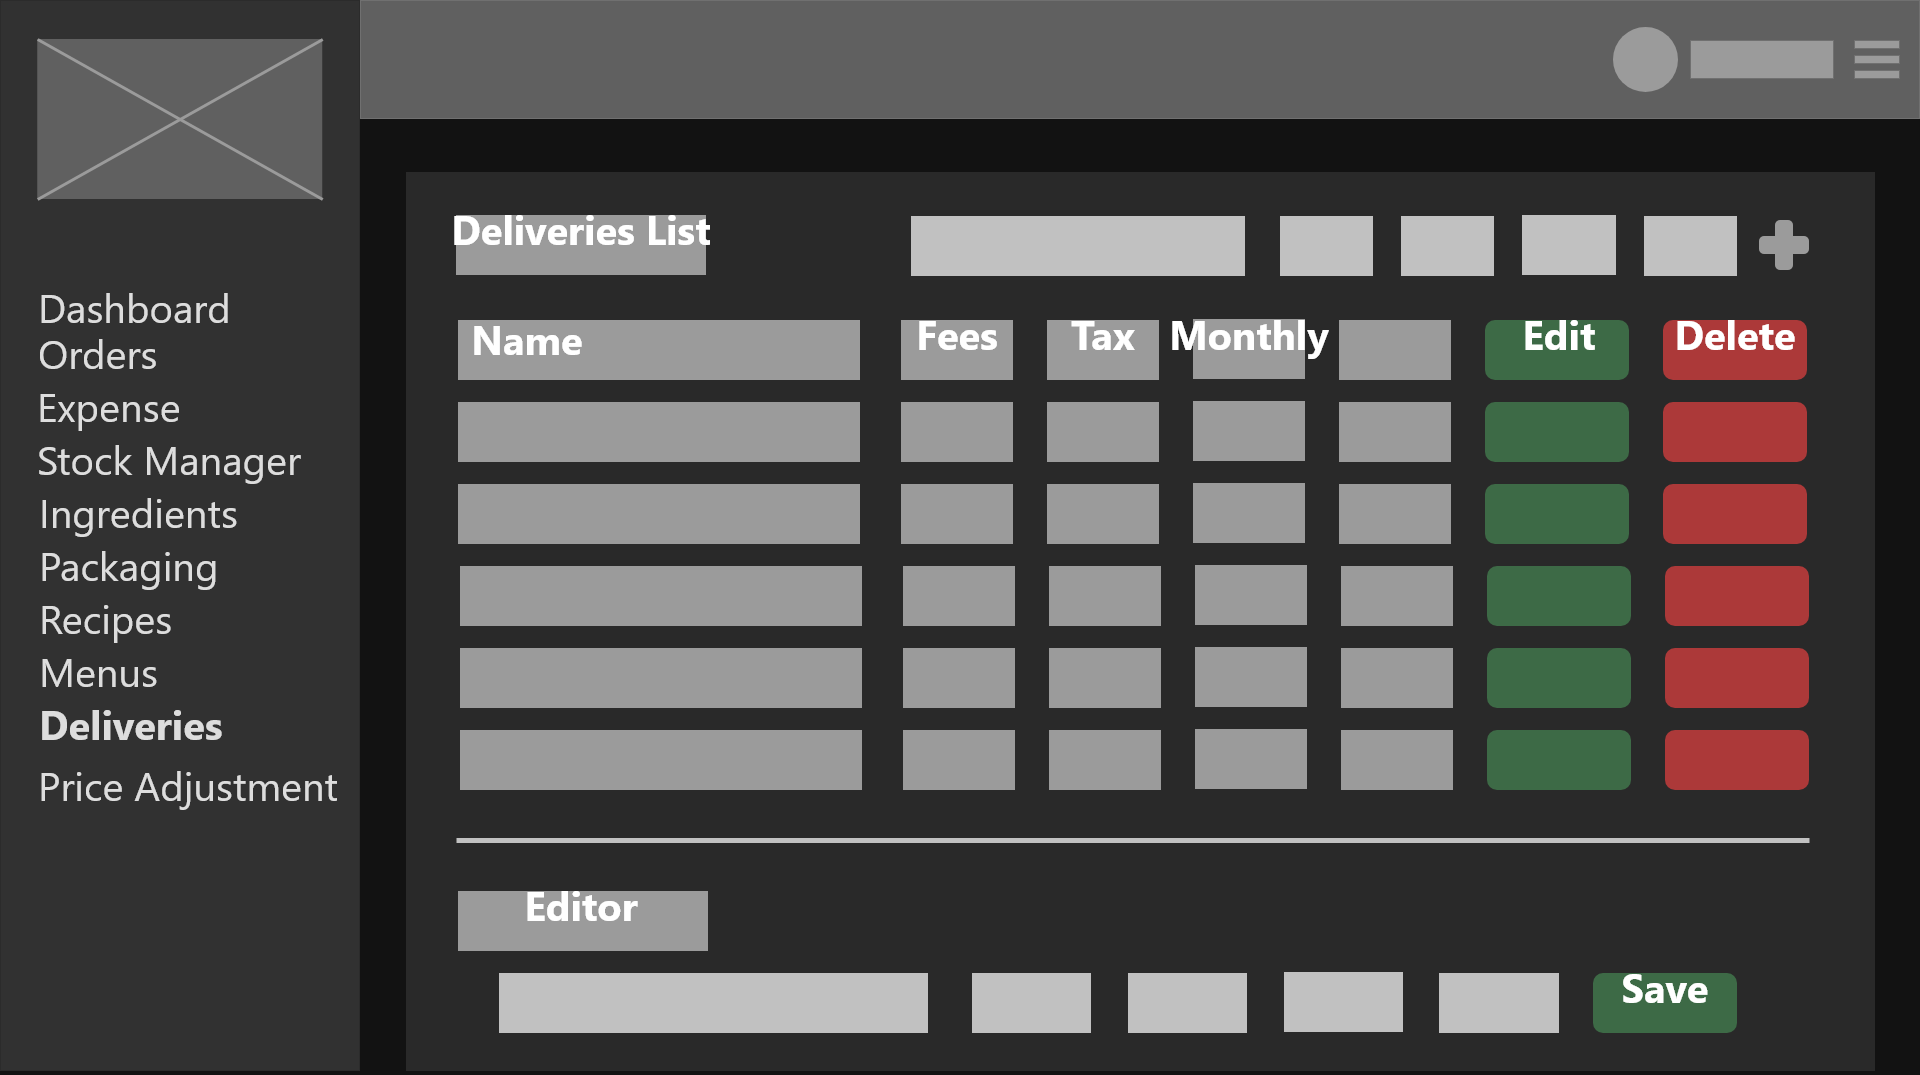 Dashboard
Orders
Expense
Stock Manager
Ingredients
Packaging
Recipes
Menus
Deliveries
Price Adjustment
Deliveries List
Name Fees Tax Monthly Edit Delete
Editor
Save